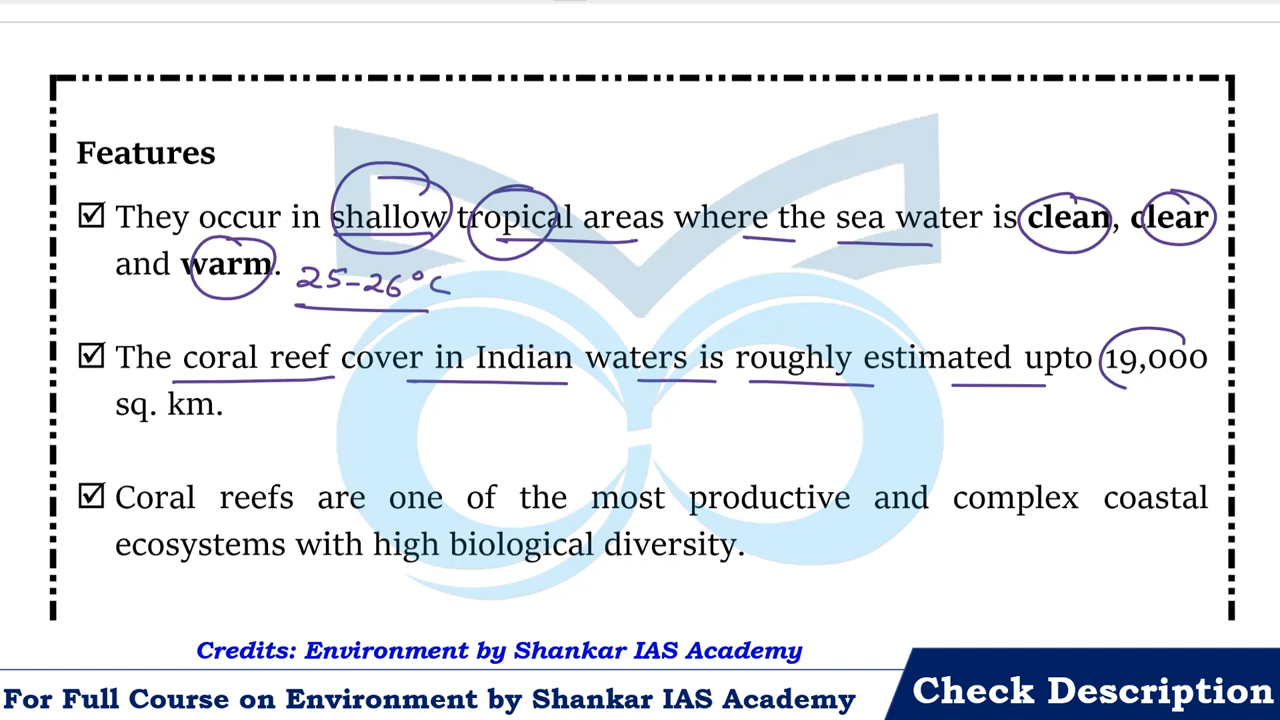 Features
☑ They occur in shallow tropical areas where the sea water is clean, clear
and warm. 25-26°C
☑ The coral reef cover in Indian waters is roughly estimated upto 19,000
sq. km.
☑ Coral reefs are one of the most productive and complex coastal
ecosystems with high biological diversity.
Credits: Environment by Shankar IAS Academy
For Full Course on Environment by Shankar IAS Academy
Check Description